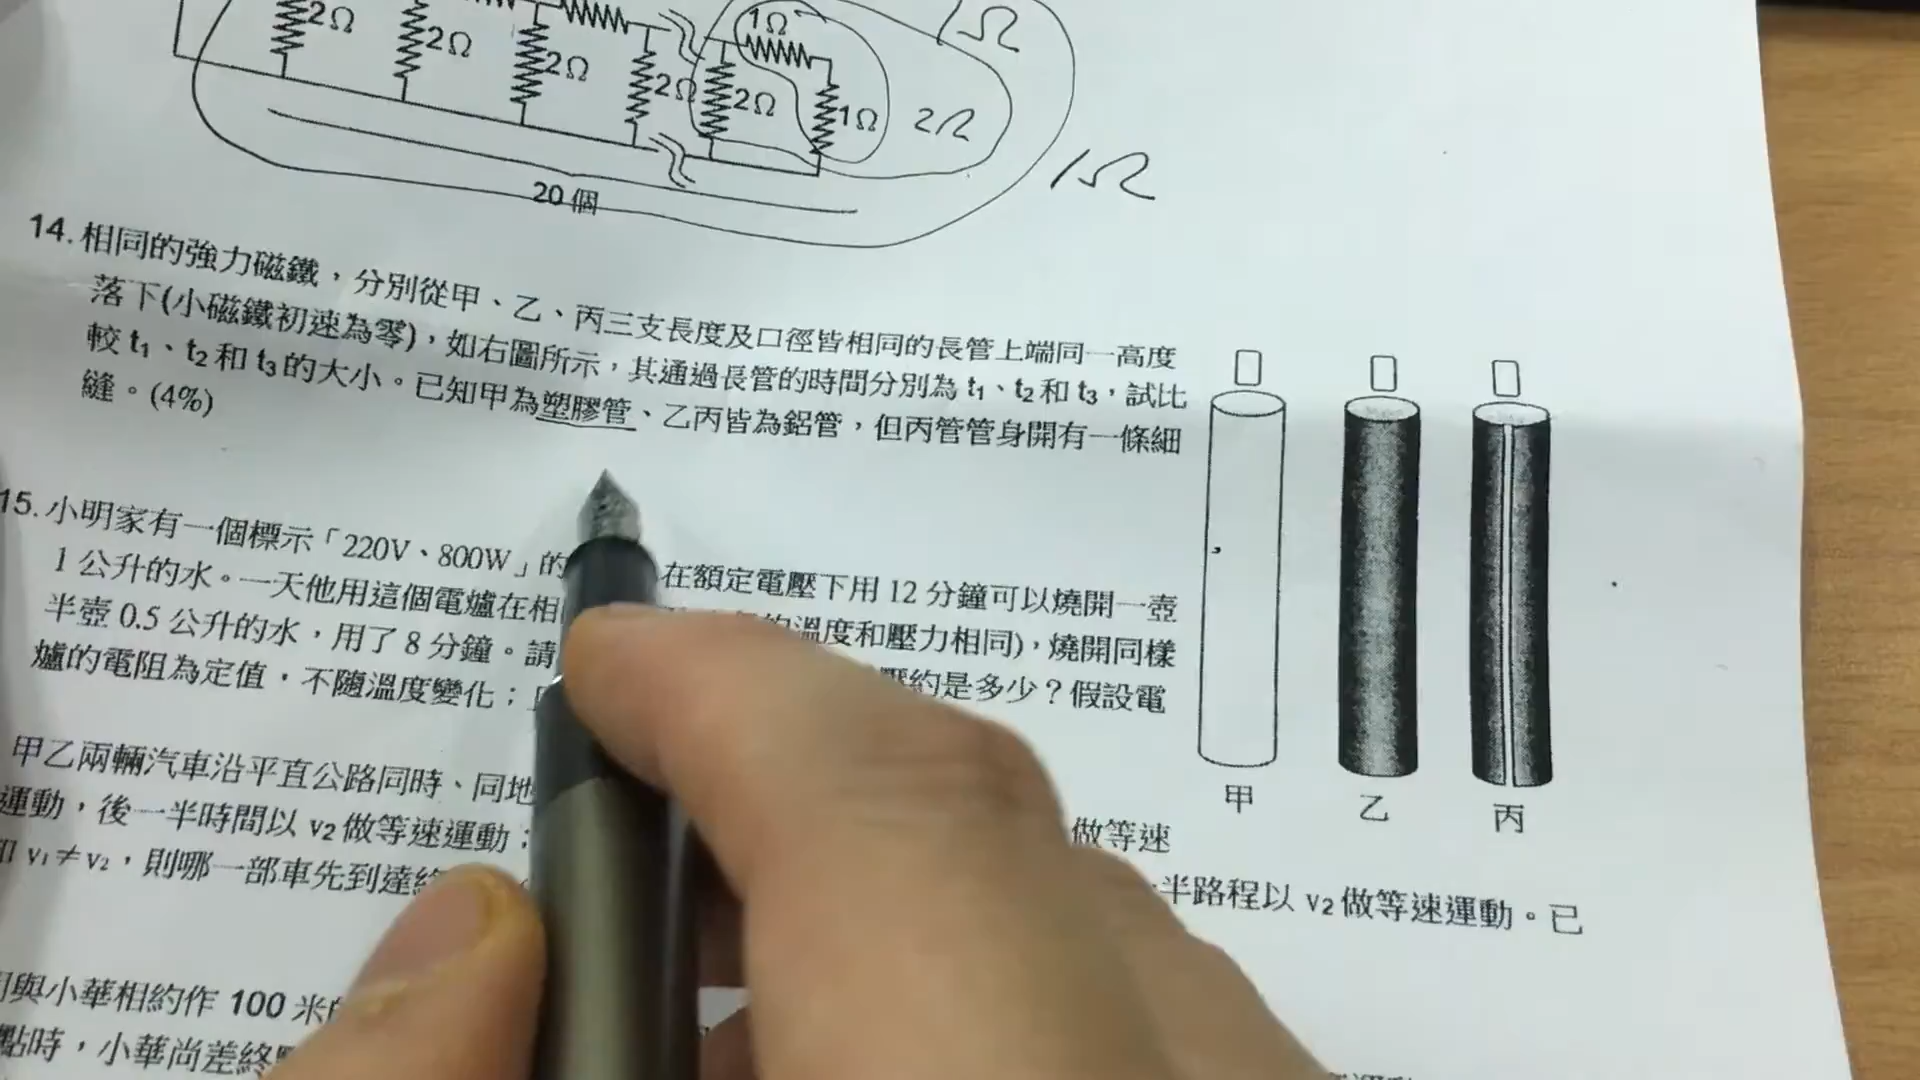 2Ω
2Ω
2Ω
2Ω
2Ω
1Ω
1Ω
1Ω
2Ω
1Ω
20 個
14. 相同的強力磁鐵，分別從甲、乙、丙三支長度及口徑皆相同的長管上端同一高度
落下(小磁鐵初速為零)，如右圖所示，其通過長管的時間分別為 t₁、t₂ 和 t₃，試比
較 t₁、t₂ 和 t₃ 的大小。已知甲為塑膠管、乙丙皆為鋁管，但丙管管身開有一條細
縫。(4%)
甲
乙
丙
15. 小明家有一個標示「220V、800W」的 在額定電壓下用 12 分鐘可以燒開一壺
1 公升的水。一天他用這個電爐在相 的溫度和壓力相同)，燒開同樣
半壺 0.5 公升的水，用了 8 分鐘。請 壓約是多少？假設電
爐的電阻為定值，不隨溫度變化；
甲乙兩輛汽車沿平直公路同時、同地 做等速
運動，後一半時間以 v₂ 做等速運動； 半路程以 v₂ 做等速運動。已
v₁≠v₂，則哪一部車先到達
與小華相約作 100 米
點時，小華尚差終